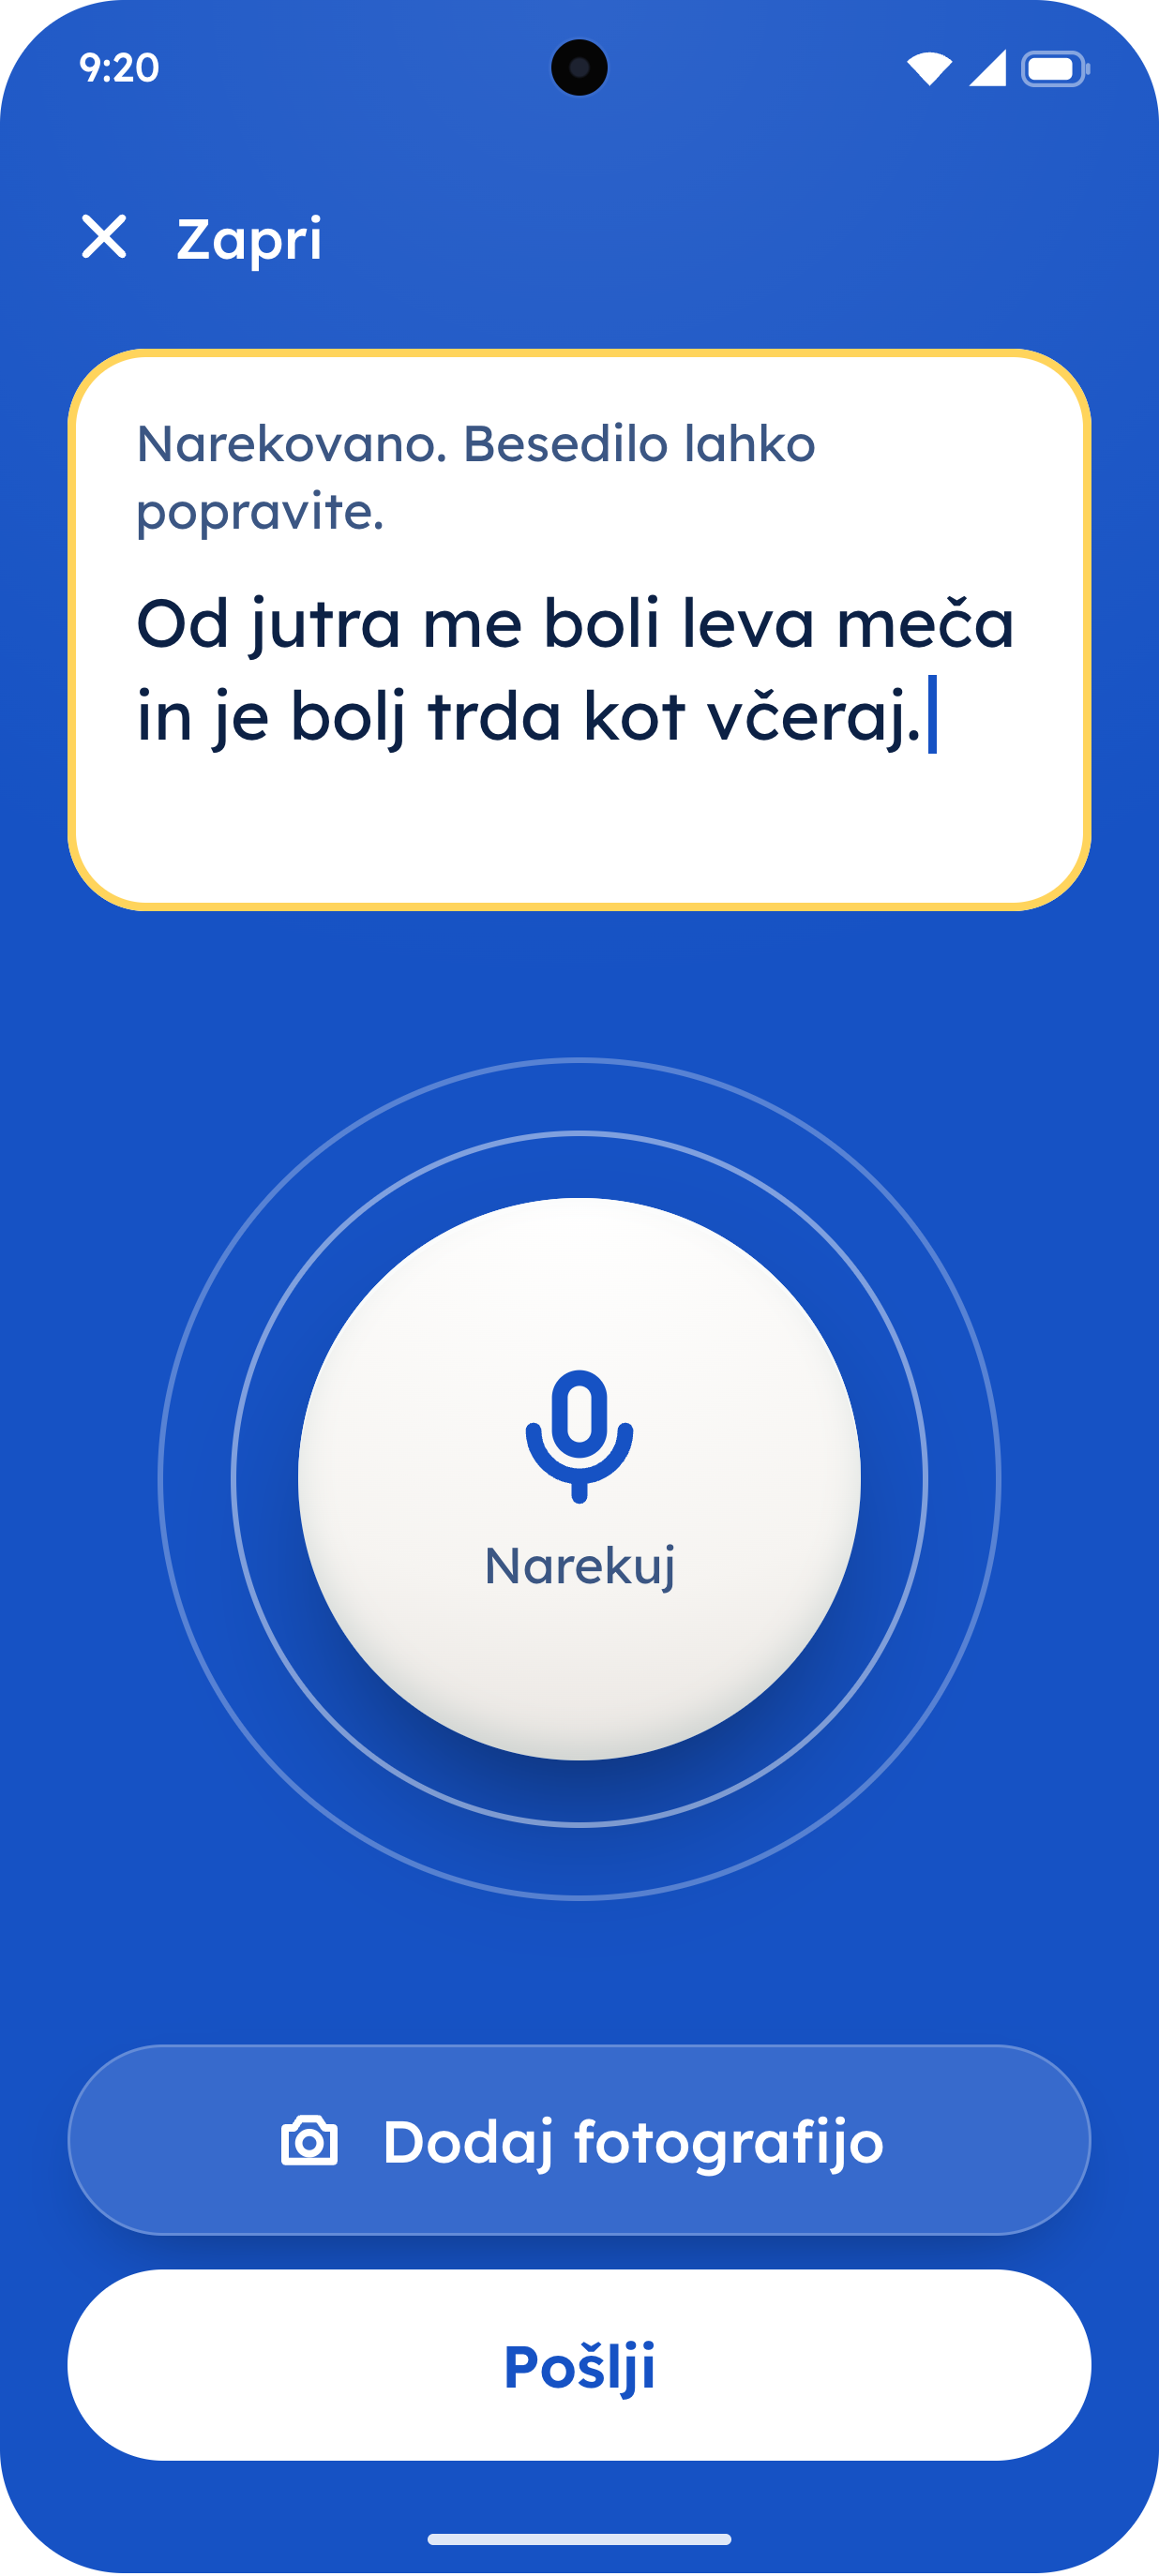 9:20
Zapri
Narekovano. Besedilo lahko
popravite.
Od jutra me boli leva meča
in je bolj trda kot včeraj.
Narekuj
Dodaj fotografijo
Pošlji